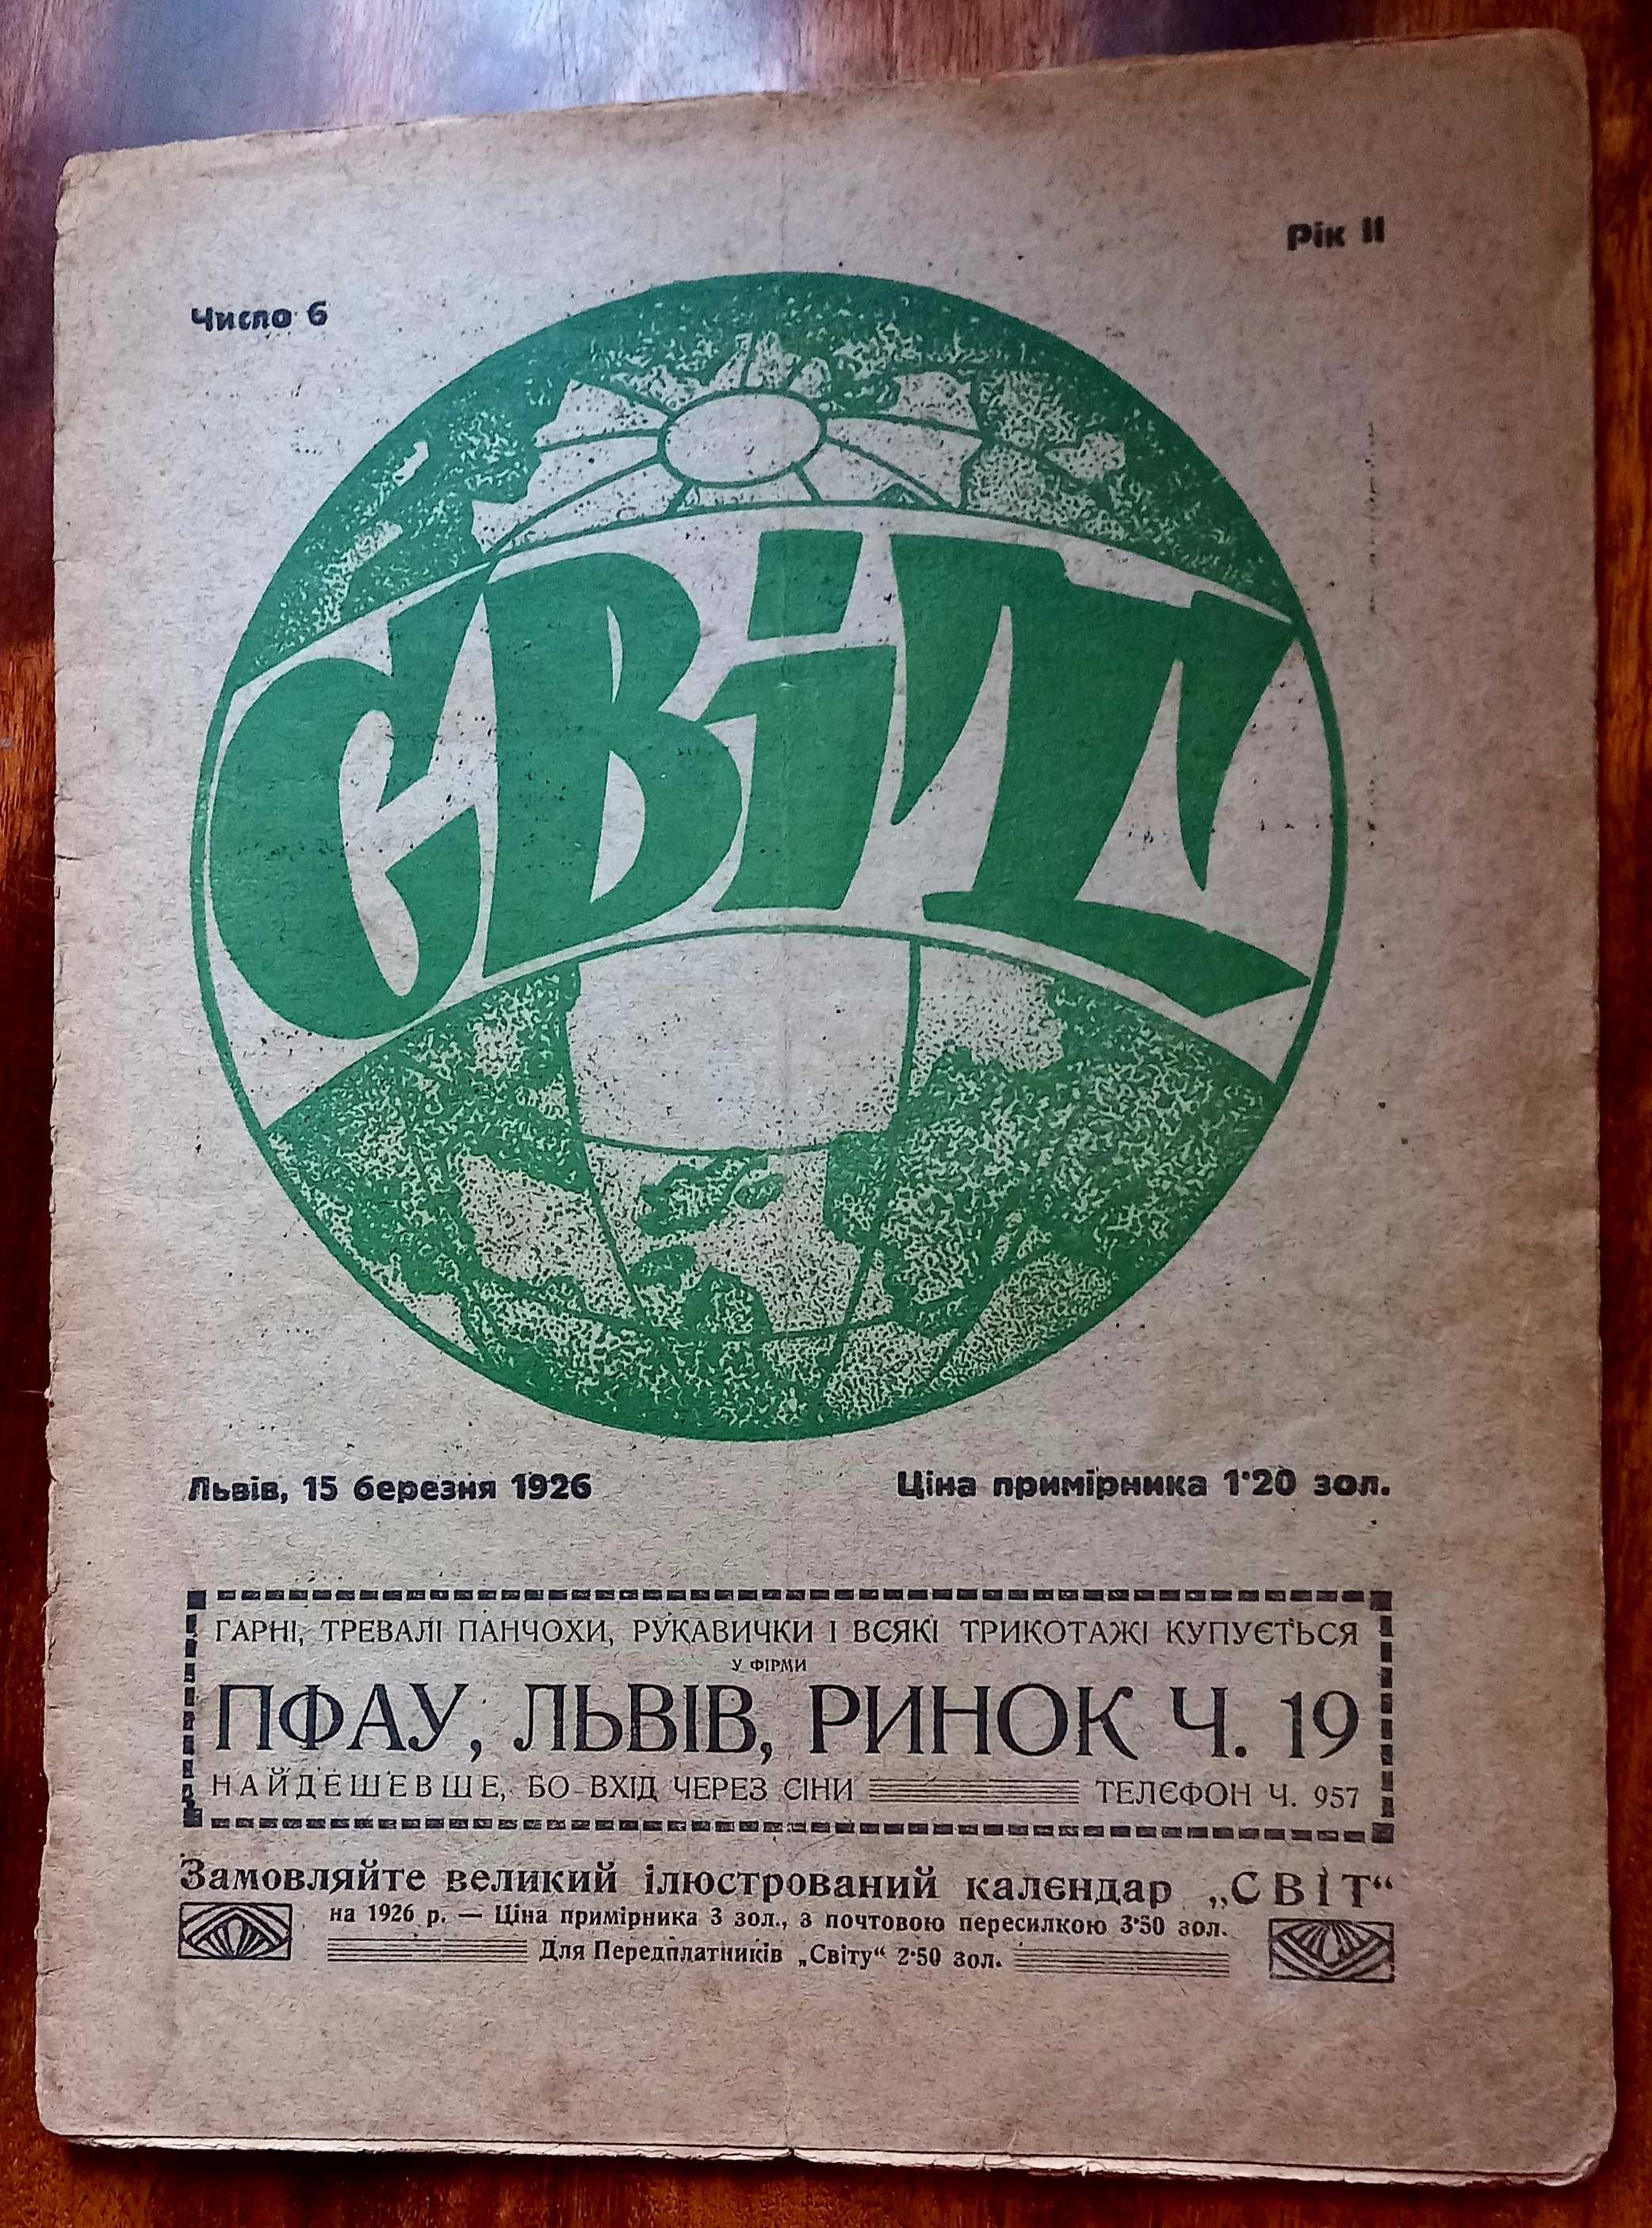 Рік II
Число 6
СВіТ
Львів, 15 березня 1926
Ціна примірника 1·20 зол.
ГАРНІ, ТРЕВАЛІ ПАНЧОХИ, РУКАВИЧКИ І ВСЯКІ ТРИКОТАЖІ КУПУЄТЬСЯ
У ФІРМИ
ПФАУ, ЛЬВІВ, РИНОК Ч. 19
НАЙДЕШЕВШЕ, БО ВХІД ЧЕРЕЗ СІНИ ТЕЛЄФОН Ч. 957
Замовляйте великий ілюстрований календар „СВІТ“
на 1926 р. — Ціна примірника 3 зол., з почтовою пересилкою 3·50 зол.
Для Передплатників „Світу“ 2·50 зол.